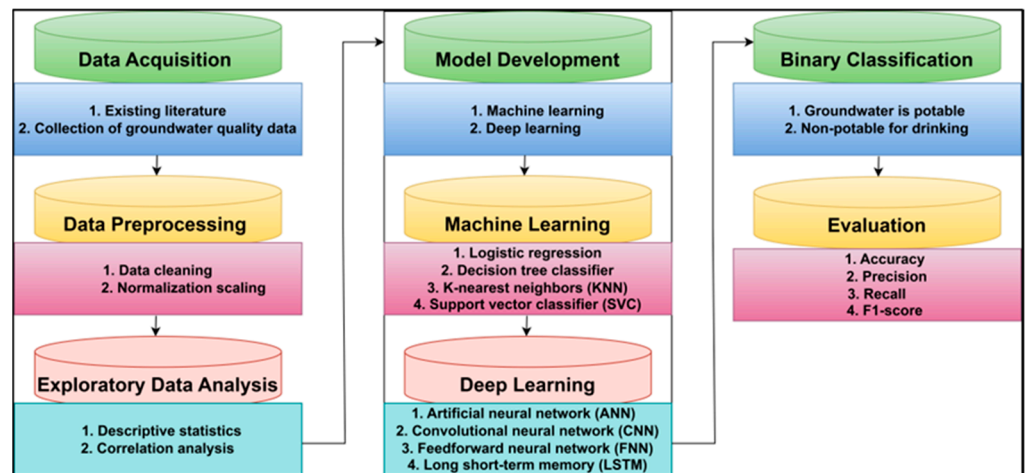 Data Acquisition
1. Existing literature
2. Collection of groundwater quality data
Data Preprocessing
1. Data cleaning
2. Normalization scaling
Exploratory Data Analysis
1. Descriptive statistics
2. Correlation analysis
Model Development
1. Machine learning
2. Deep learning
Machine Learning
1. Logistic regression
2. Decision tree classifier
3. K-nearest neighbors (KNN)
4. Support vector classifier (SVC)
Deep Learning
1. Artificial neural network (ANN)
2. Convolutional neural network (CNN)
3. Feedforward neural network (FNN)
4. Long short-term memory (LSTM)
Binary Classification
1. Groundwater is potable
2. Non-potable for drinking
Evaluation
1. Accuracy
2. Precision
3. Recall
4. F1-score